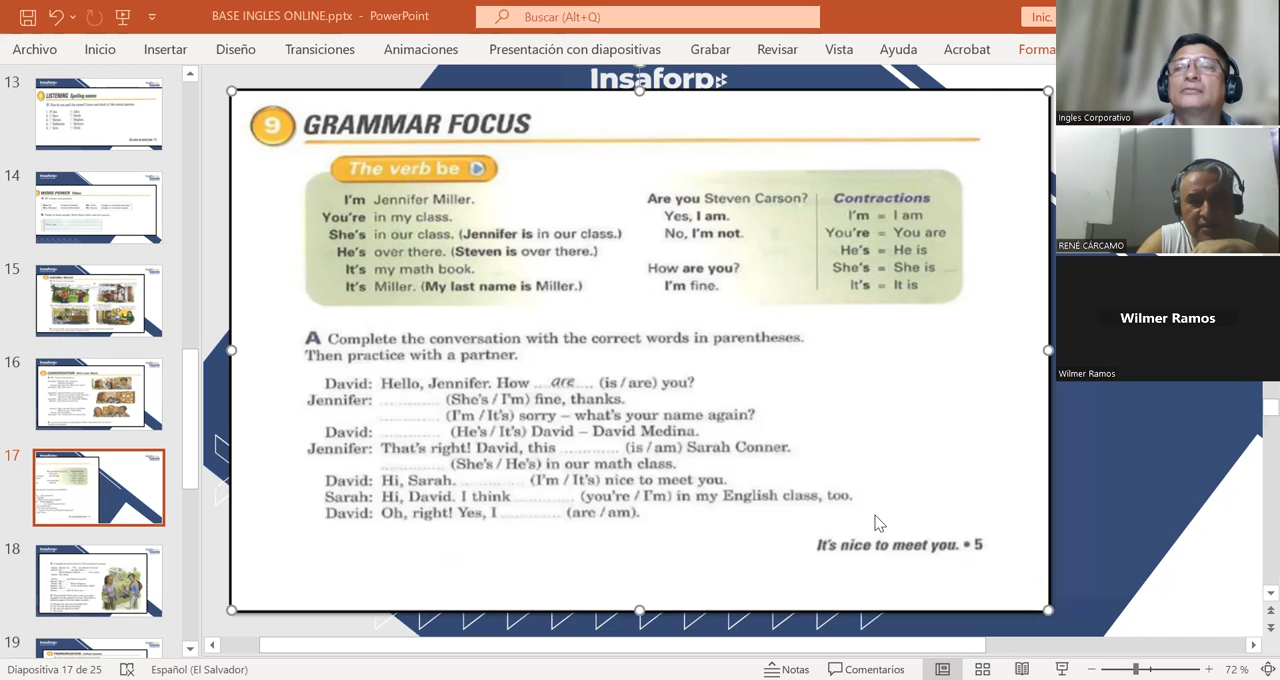 BASE INGLES ONLINE.pptx - PowerPoint
Buscar (Alt+Q)
Inic.
Archivo Inicio Insertar Diseño Transiciones Animaciones Presentación con diapositivas Grabar Revisar Vista Ayuda Acrobat Forma
13
14
15
16
17
18
19
Insaforp
9 GRAMMAR FOCUS
The verb be
I'm Jennifer Miller.
You're in my class.
She's in our class. (Jennifer is in our class.)
He's over there. (Steven is over there.)
It's my math book.
It's Miller. (My last name is Miller.)
Are you Steven Carson?
Yes, I am.
No, I'm not.
How are you?
I'm fine.
Contractions
I'm = I am
You're = You are
He's = He is
She's = She is
It's = It is
A Complete the conversation with the correct words in parentheses.
Then practice with a partner.
David: Hello, Jennifer. How ....are.... (is / are) you?
Jennifer: .......... (She's / I'm) fine, thanks.
.......... (I'm / It's) sorry – what's your name again?
David: .......... (He's / It's) David – David Medina.
Jennifer: That's right! David, this .......... (is / am) Sarah Conner.
.......... (She's / He's) in our math class.
David: Hi, Sarah. .......... (I'm / It's) nice to meet you.
Sarah: Hi, David. I think .......... (you're / I'm) in my English class, too.
David: Oh, right! Yes, I .......... (are / am).
It's nice to meet you. • 5
Ingles Corporativo
RENÉ CÁRCAMO
Wilmer Ramos
Wilmer Ramos
Diapositiva 17 de 25 Español (El Salvador) Notas Comentarios 72 %